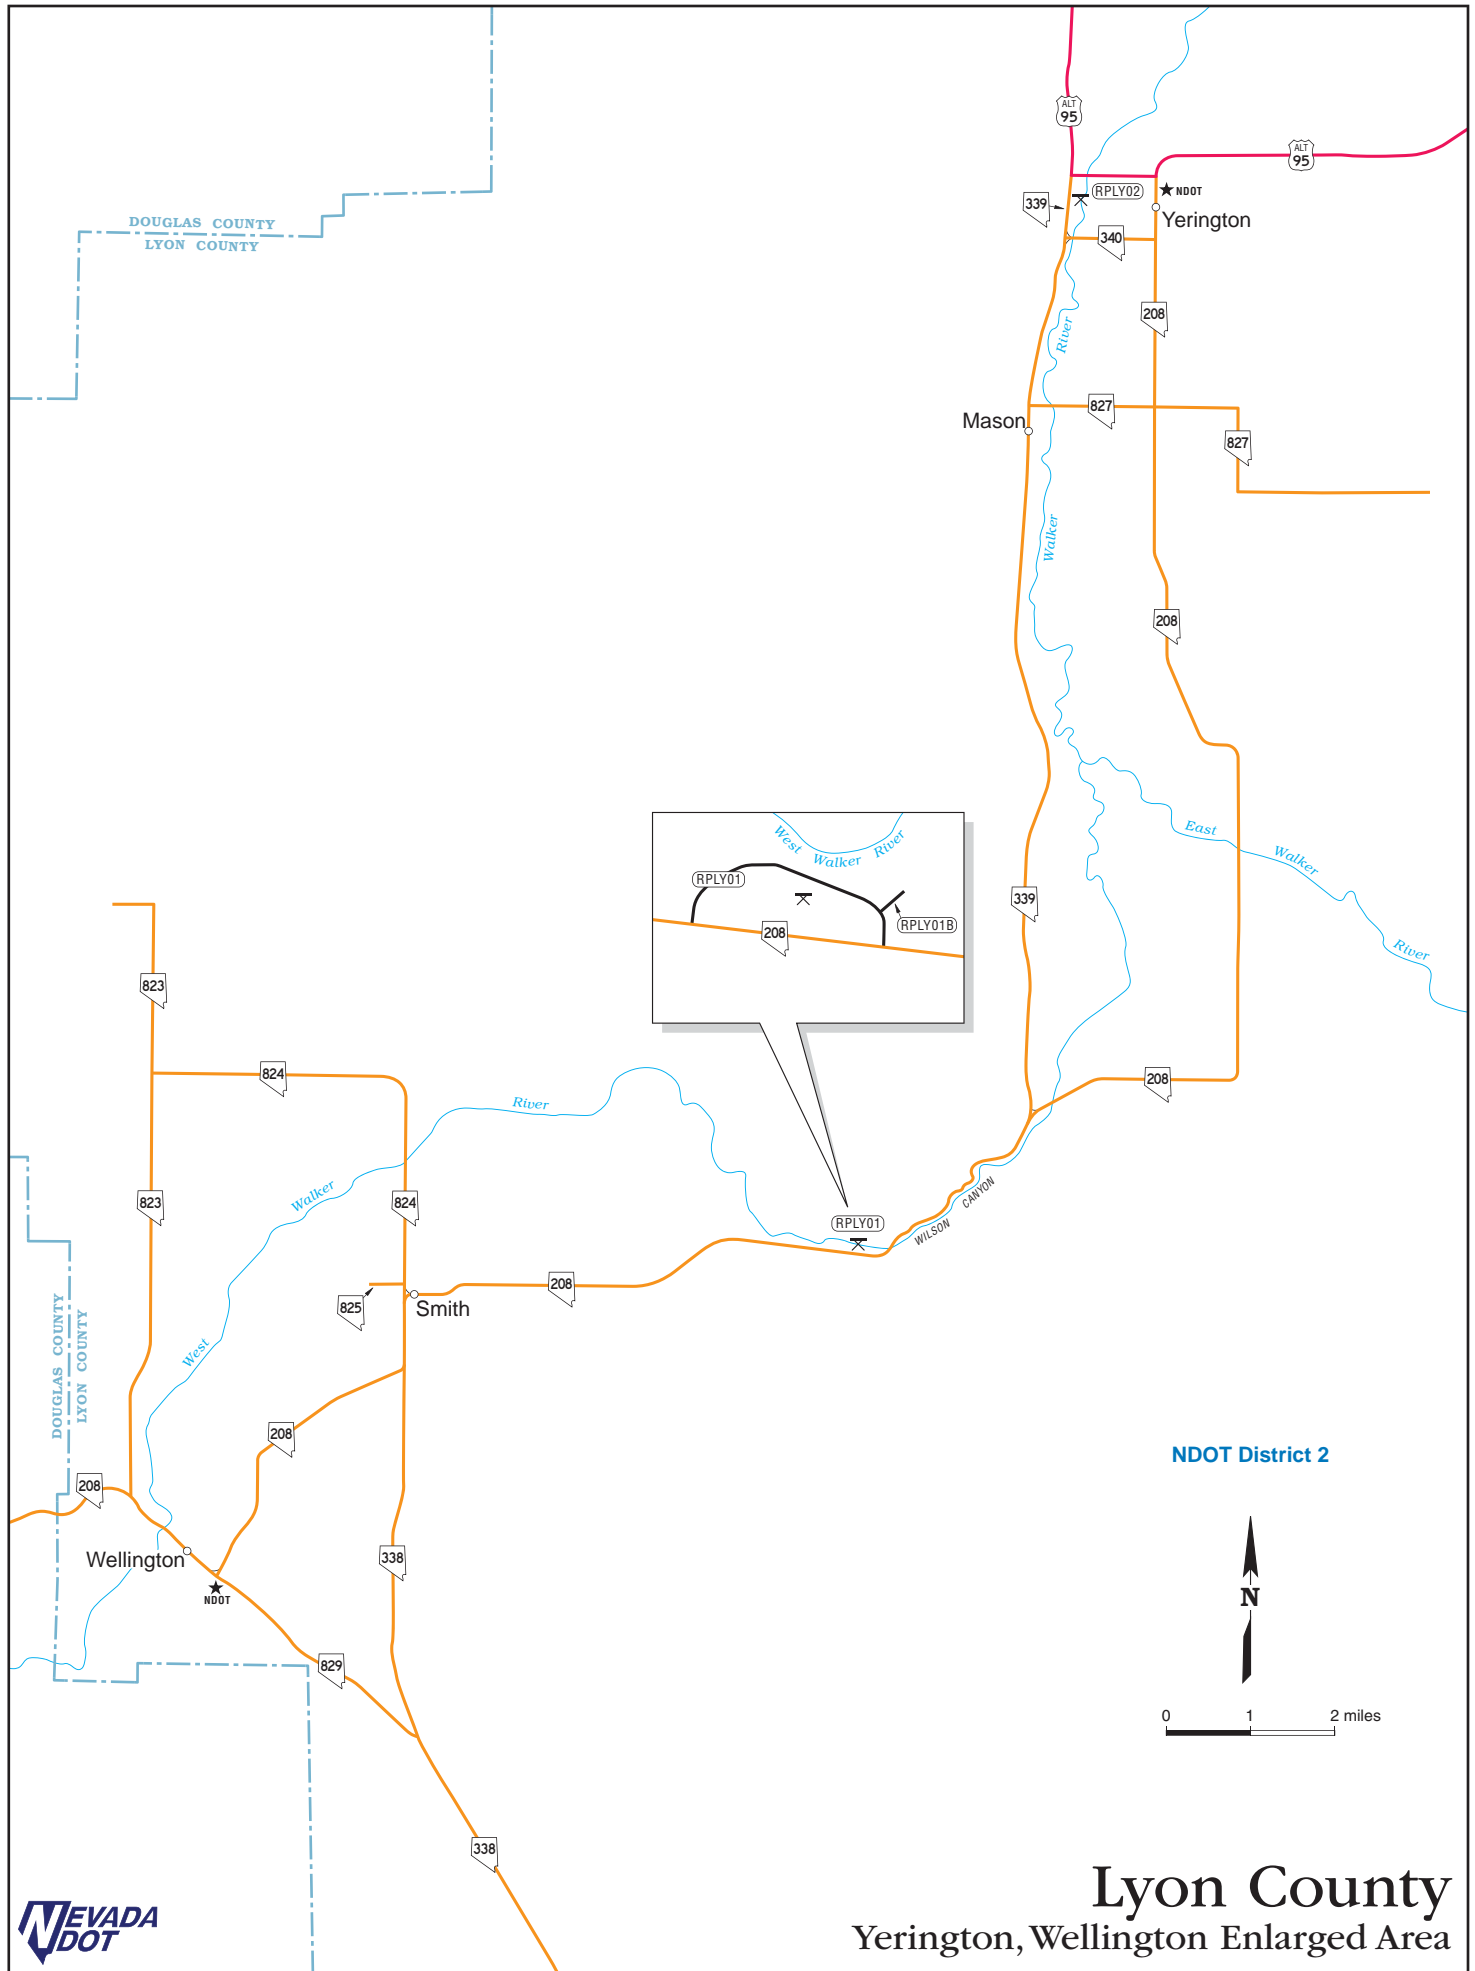 ALT
95
ALT
95
339
RPLY02
NDOT
Yerington
340
DOUGLAS COUNTY
LYON COUNTY
208
River
Mason
827
827
Walker
208
West Walker River
RPLY01
RPLY01B
208
East
Walker
River
339
823
824
208
River
Walker
823
824
RPLY01
WILSON CANYON
825
Smith
208
West
DOUGLAS COUNTY
LYON COUNTY
208
208
NDOT District 2
Wellington
NDOT
338
N
829
0 1 2 miles
338
NEVADA
DOT
Lyon County
Yerington, Wellington Enlarged Area